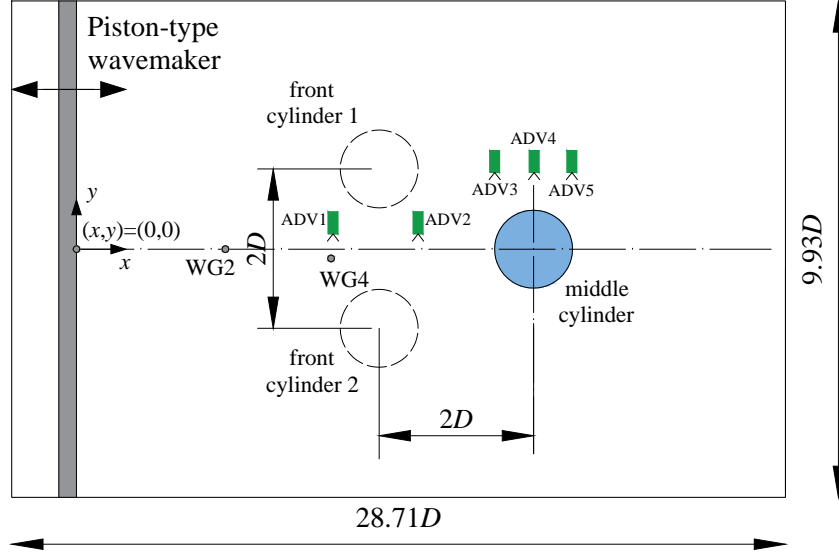 Piston-type
wavemaker
front
cylinder 1
ADV4
ADV3
ADV5
y
ADV1
ADV2
(x,y)=(0,0)
x
WG2
2D
WG4
middle
cylinder
9.93D
front
cylinder 2
2D
28.71D